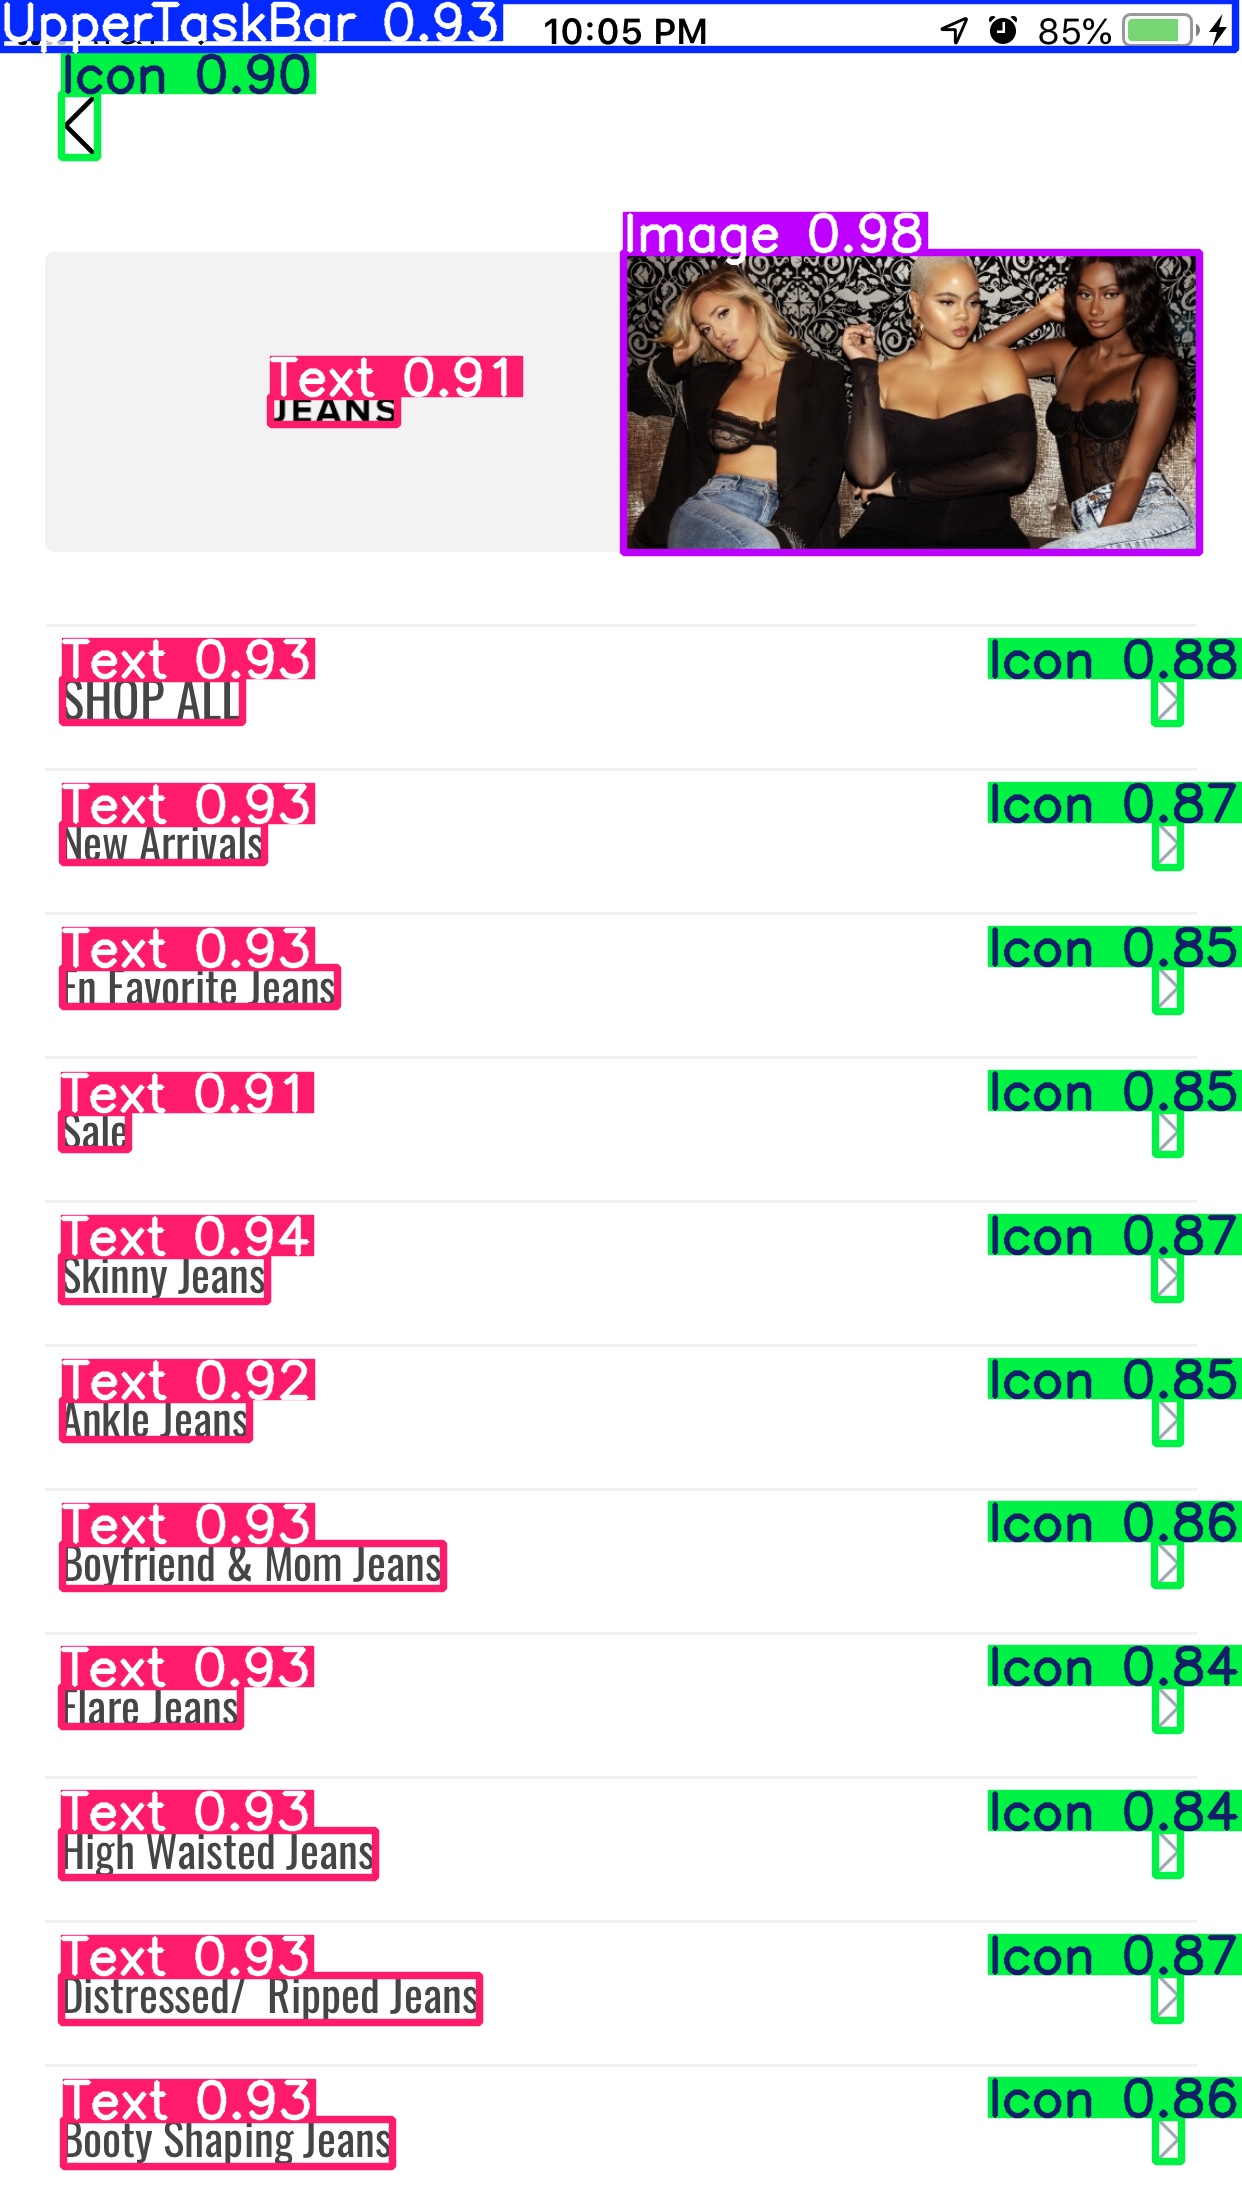 UpperTaskBar 0.93
10:05 PM
85%
Icon 0.90
Image 0.98
Text 0.91
JEANS
Text 0.93
Icon 0.88
SHOP ALL
Text 0.93
Icon 0.87
New Arrivals
Text 0.93
Icon 0.85
Fn Favorite Jeans
Text 0.91
Icon 0.85
Sale
Text 0.94
Icon 0.87
Skinny Jeans
Text 0.92
Icon 0.85
Ankle Jeans
Text 0.93
Icon 0.86
Boyfriend & Mom Jeans
Text 0.93
Icon 0.84
Flare Jeans
Text 0.93
Icon 0.84
High Waisted Jeans
Text 0.93
Icon 0.87
Distressed/  Ripped Jeans
Text 0.93
Icon 0.86
Booty Shaping Jeans